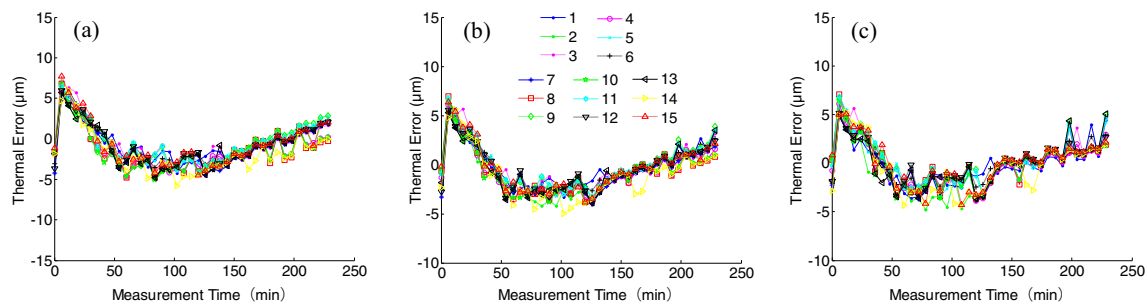 (a)
15
10
5
0
-5
-10
-15
0 50 100 150 200 250
Thermal Error (μm)
Measurement Time (min)
(b)
15
10
5
0
-5
-10
0 50 100 150 200 250
Thermal Error (μm)
Measurement Time (min)
1 4
2 5
3 6
7 10 13
8 11 14
9 12 15
(c)
15
10
5
0
-5
-10
0 50 100 150 200 250
Thermal Error (μm)
Measurement Time (min)